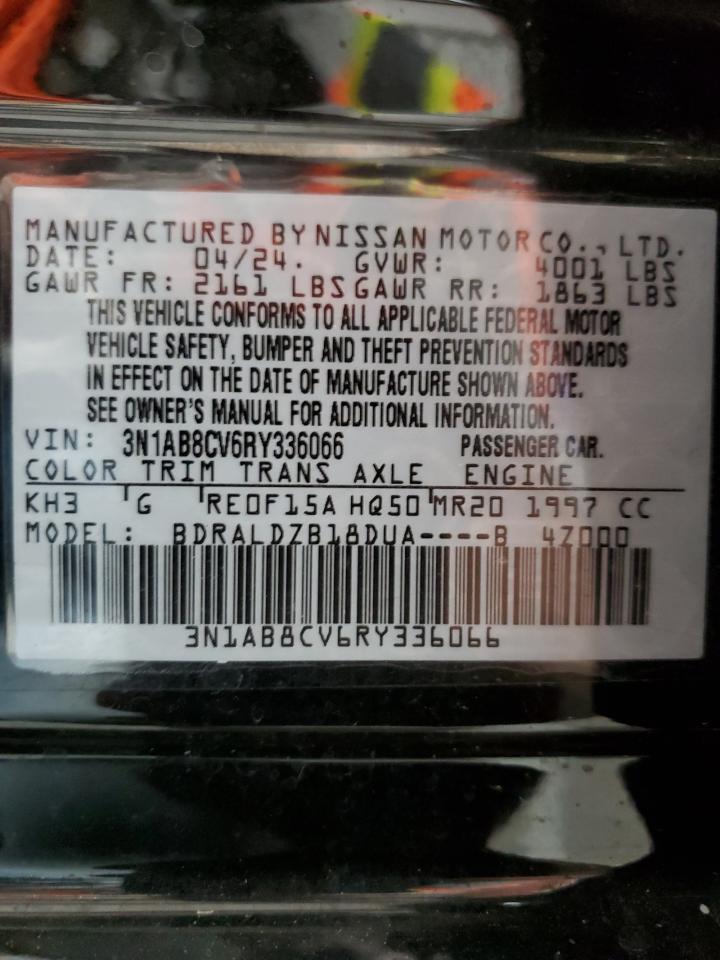 MANUFACTURED BY NISSAN MOTOR CO., LTD.
DATE: 04/24. GVWR: 4001 LBS
GAWR FR: 2161 LBS GAWR RR: 1863 LBS
THIS VEHICLE CONFORMS TO ALL APPLICABLE FEDERAL MOTOR
VEHICLE SAFETY, BUMPER AND THEFT PREVENTION STANDARDS
IN EFFECT ON THE DATE OF MANUFACTURE SHOWN ABOVE.
SEE OWNER'S MANUAL FOR ADDITIONAL INFORMATION.
VIN: 3N1AB8CV6RY336066 PASSENGER CAR.
COLOR TRIM TRANS AXLE ENGINE
KH3 G RE0F15A HQ50 MR20 1997 CC
MODEL: BDRALDZB18DUA----B 4Z000
3N1AB8CV6RY336066